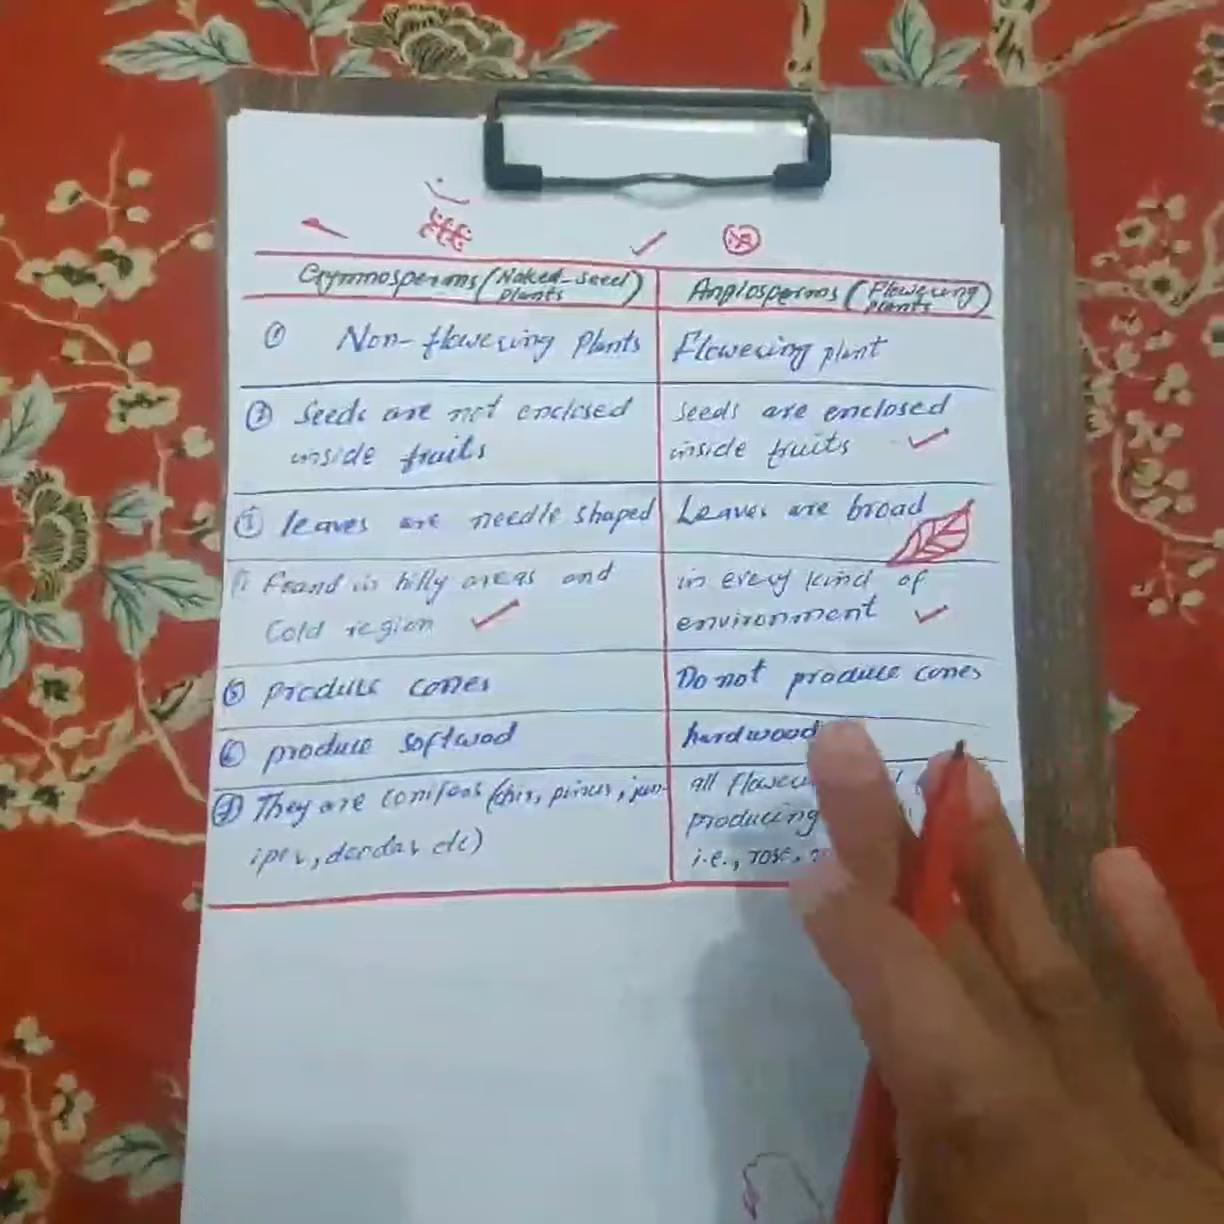 Gymnosperms (Naked-seed plants)
Angiosperms (Flowering plants)
① Non-flowering Plants
Flowering plant
② Seeds are not enclosed
inside fruits
Seeds are enclosed
inside fruits
③ leaves are needle shaped
Leaves are broad
Found in hilly areas and
Cold region
in every kind of
environment
⑤ produce cones
Do not produce cones
⑥ produce softwood
hardwood
⑦ They are conifers (chir, pinus, jun-
iper, deodar etc)
all
producing
i.e., rose,